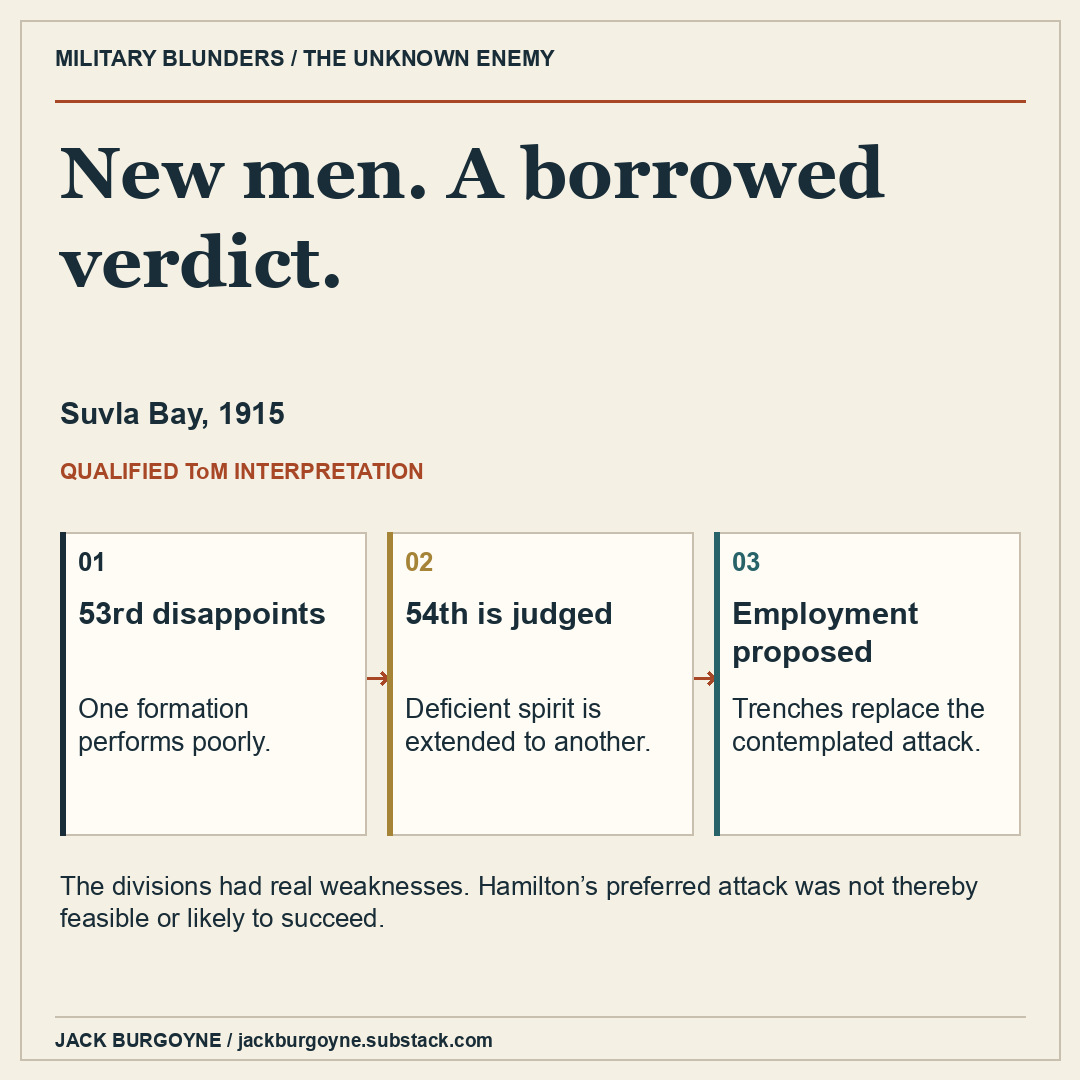 MILITARY BLUNDERS / THE UNKNOWN ENEMY
New men. A borrowed
verdict.
Suvla Bay, 1915
QUALIFIED ToM INTERPRETATION
01
53rd disappoints
One formation
performs poorly.
02
54th is judged
Deficient spirit is
extended to another.
03
Employment
proposed
Trenches replace the
contemplated attack.
The divisions had real weaknesses. Hamilton’s preferred attack was not thereby
feasible or likely to succeed.
JACK BURGOYNE / jackburgoyne.substack.com